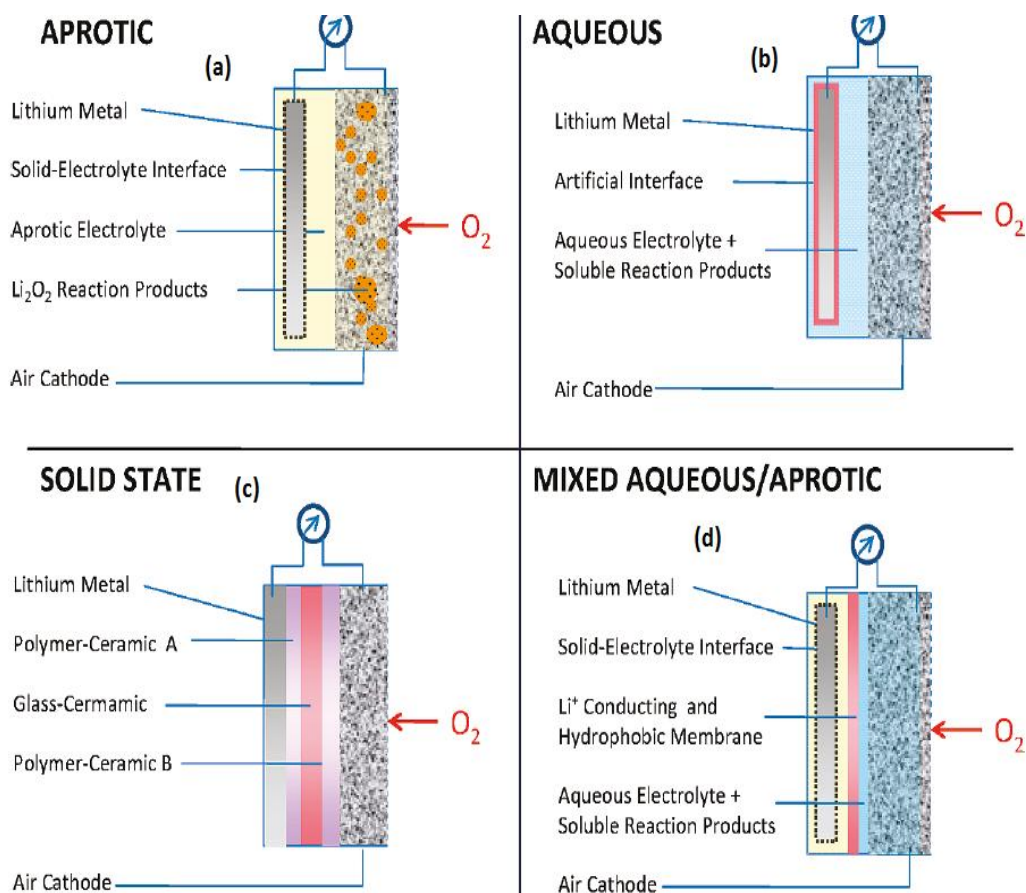 APROTIC
(a)
Lithium Metal
Solid-Electrolyte Interface
Aprotic Electrolyte
Li₂O₂ Reaction Products
Air Cathode
O₂
AQUEOUS
(b)
Lithium Metal
Artificial Interface
Aqueous Electrolyte +
Soluble Reaction Products
Air Cathode
O₂
SOLID STATE
(c)
Lithium Metal
Polymer-Ceramic A
Glass-Cermamic
Polymer-Ceramic B
Air Cathode
O₂
MIXED AQUEOUS/APROTIC
(d)
Lithium Metal
Solid-Electrolyte Interface
Li⁺ Conducting and
Hydrophobic Membrane
Aqueous Electrolyte +
Soluble Reaction Products
Air Cathode
O₂